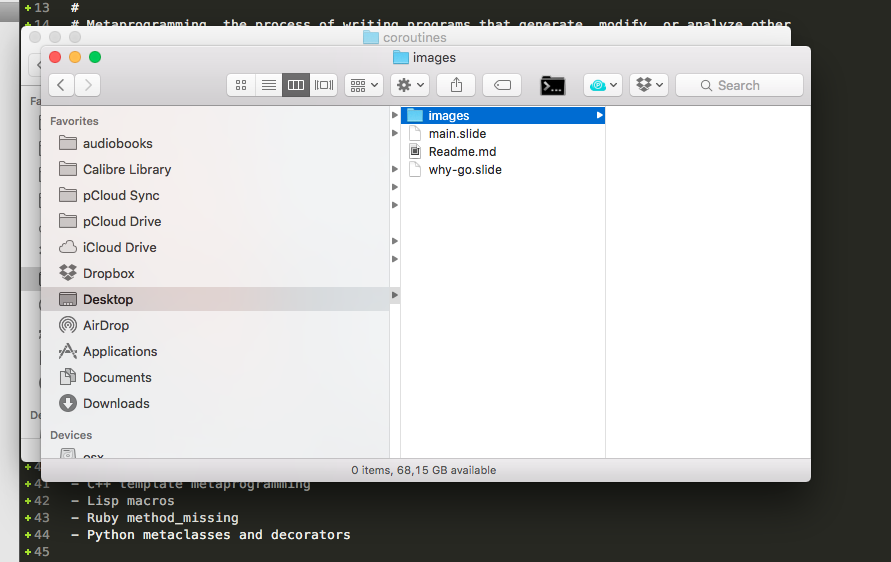 13 #
14 # Metaprogramming, the process of writing programs that generate, modify, or analyze other
coroutines
images
Search
Favorites
audiobooks
Calibre Library
pCloud Sync
pCloud Drive
iCloud Drive
Dropbox
Desktop
AirDrop
Applications
Documents
Downloads
Devices
osx
images
main.slide
Readme.md
why-go.slide
0 items, 68,15 GB available
41 - C++ template metaprogramming
42 - Lisp macros
43 - Ruby method_missing
44 - Python metaclasses and decorators
45